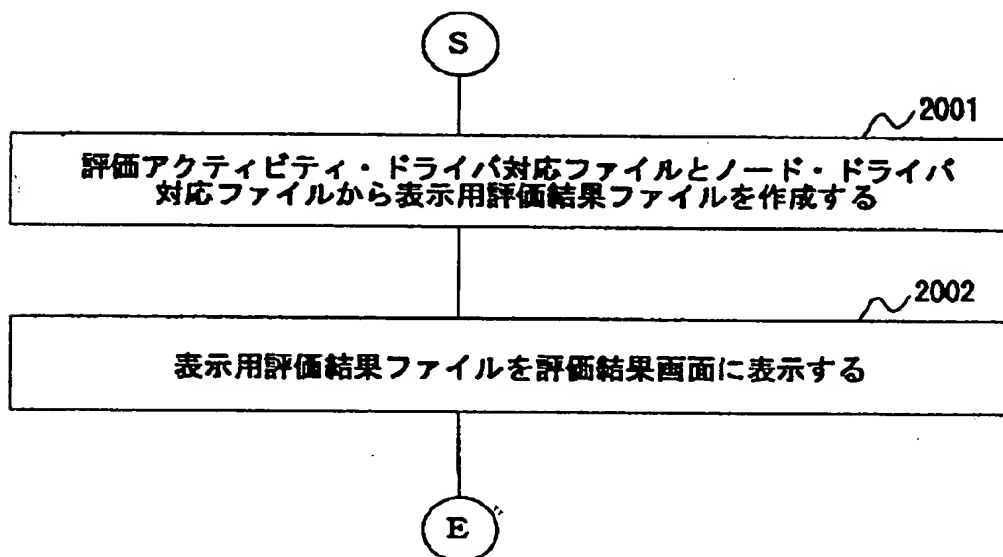 S
2001
評価アクティビティ・ドライバ対応ファイルとノード・ドライバ
対応ファイルから表示用評価結果ファイルを作成する
2002
表示用評価結果ファイルを評価結果画面に表示する
E